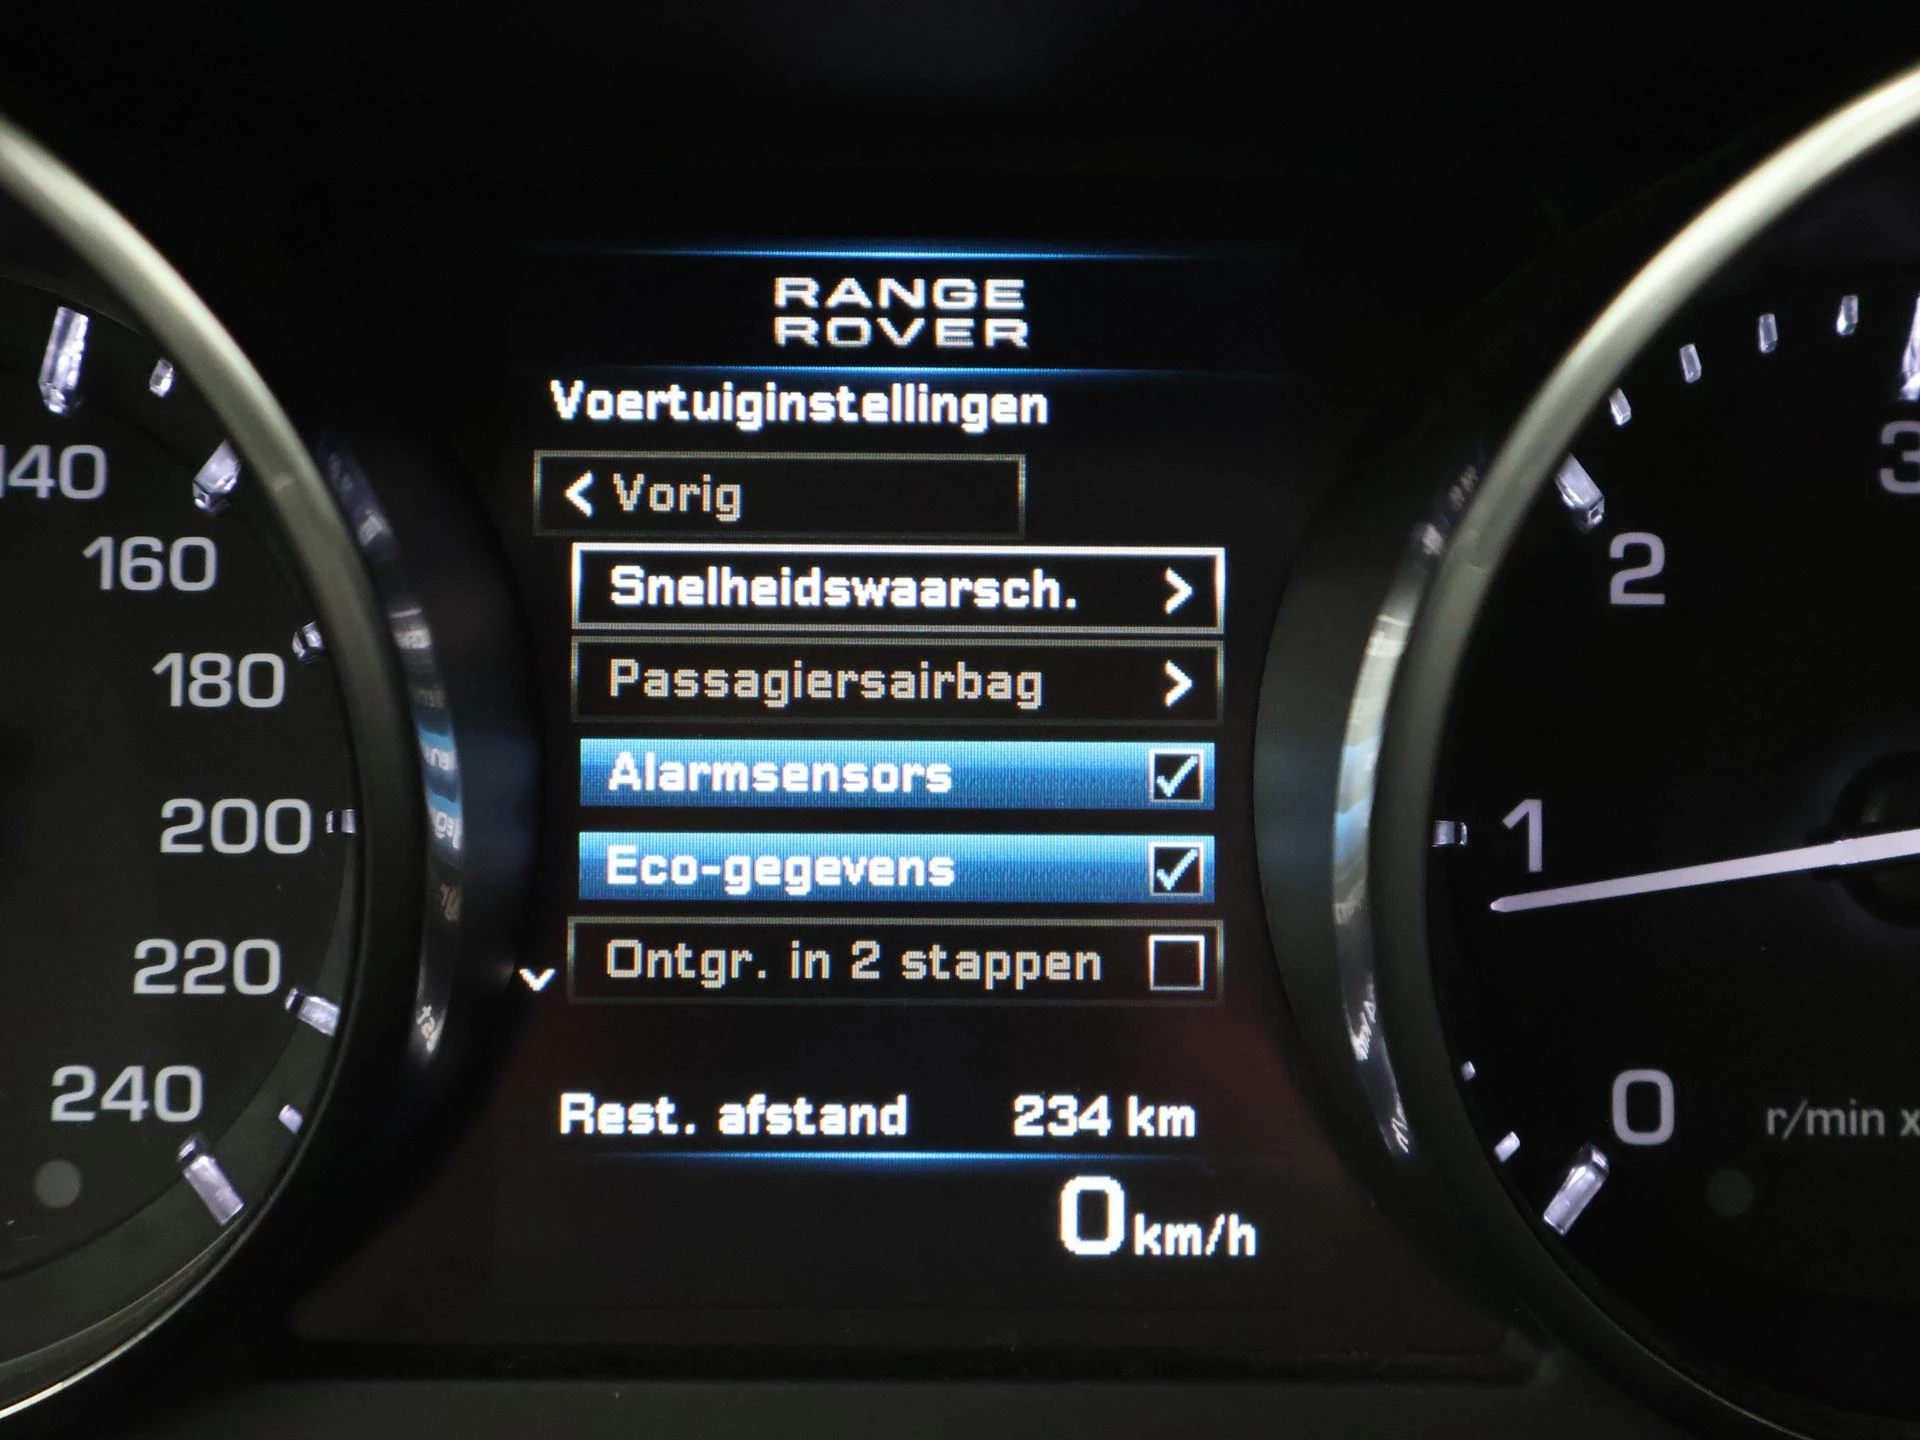 RANGE
ROVER
Voertuiginstellingen
< Vorig
Snelheidswaarsch. >
Passagiersairbag >
Alarmsensors
Eco-gegevens
Ontgr. in 2 stappen
Rest. afstand 234 km
0 km/h
140
160
180
200
220
240
3
2
1
0
r/min x